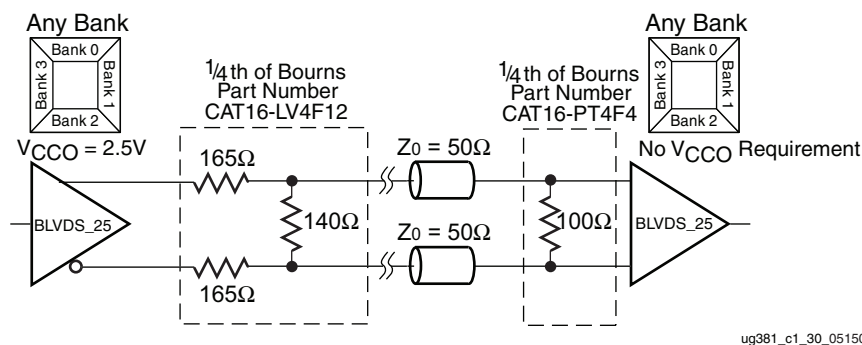 Any Bank
Bank 0
Bank 3
Bank 1
Bank 2
VCCO = 2.5V
1/4th of Bourns
Part Number
CAT16-LV4F12
165Ω
140Ω
165Ω
BLVDS_25
Z0 = 50Ω
Z0 = 50Ω
1/4th of Bourns
Part Number
CAT16-PT4F4
100Ω
Any Bank
Bank 0
Bank 3
Bank 1
Bank 2
No VCCO Requirement
BLVDS_25
ug381_c1_30_05150